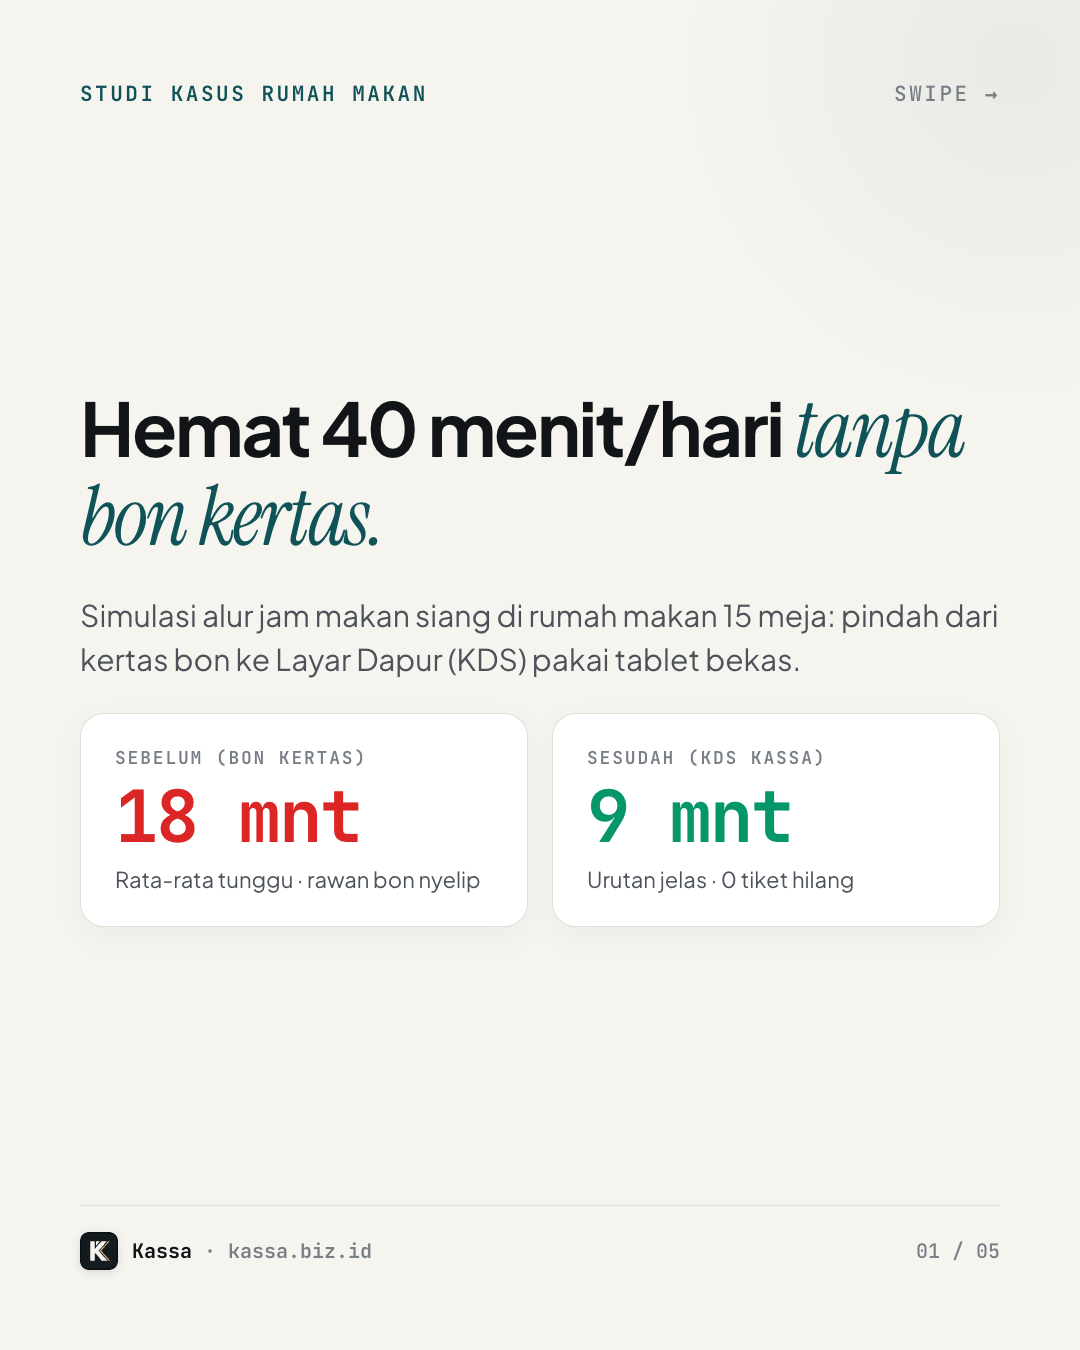 STUDI KASUS RUMAH MAKAN
SWIPE →
Hemat 40 menit/hari tanpa
bon kertas.
Simulasi alur jam makan siang di rumah makan 15 meja: pindah dari
kertas bon ke Layar Dapur (KDS) pakai tablet bekas.
SEBELUM (BON KERTAS)
18 mnt
Rata-rata tunggu · rawan bon nyelip
SESUDAH (KDS KASSA)
9 mnt
Urutan jelas · 0 tiket hilang
K Kassa · kassa.biz.id
01 / 05